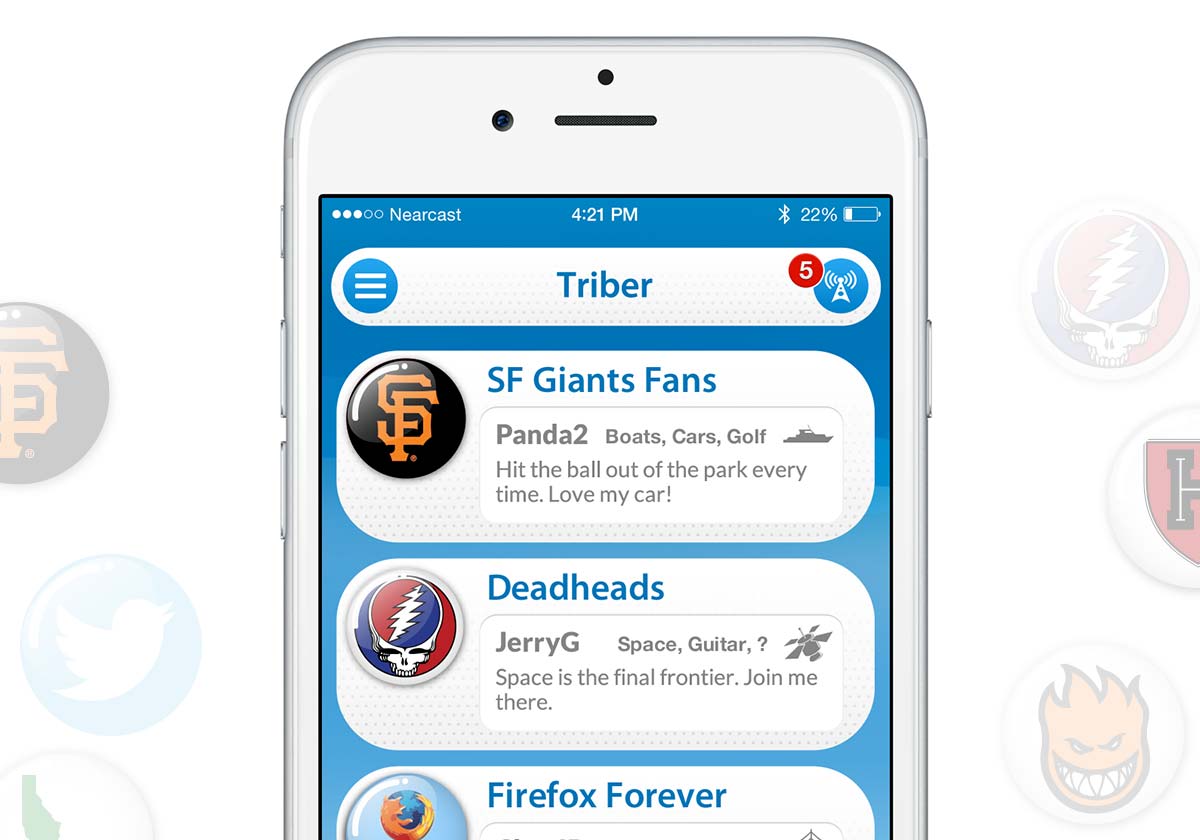 Nearcast 4:21 PM 22%
Triber
5
SF Giants Fans
SF
Panda2 Boats, Cars, Golf
Hit the ball out of the park every
time. Love my car!
Deadheads
JerryG Space, Guitar, ?
Space is the final frontier. Join me
there.
Firefox Forever
SF
®
H